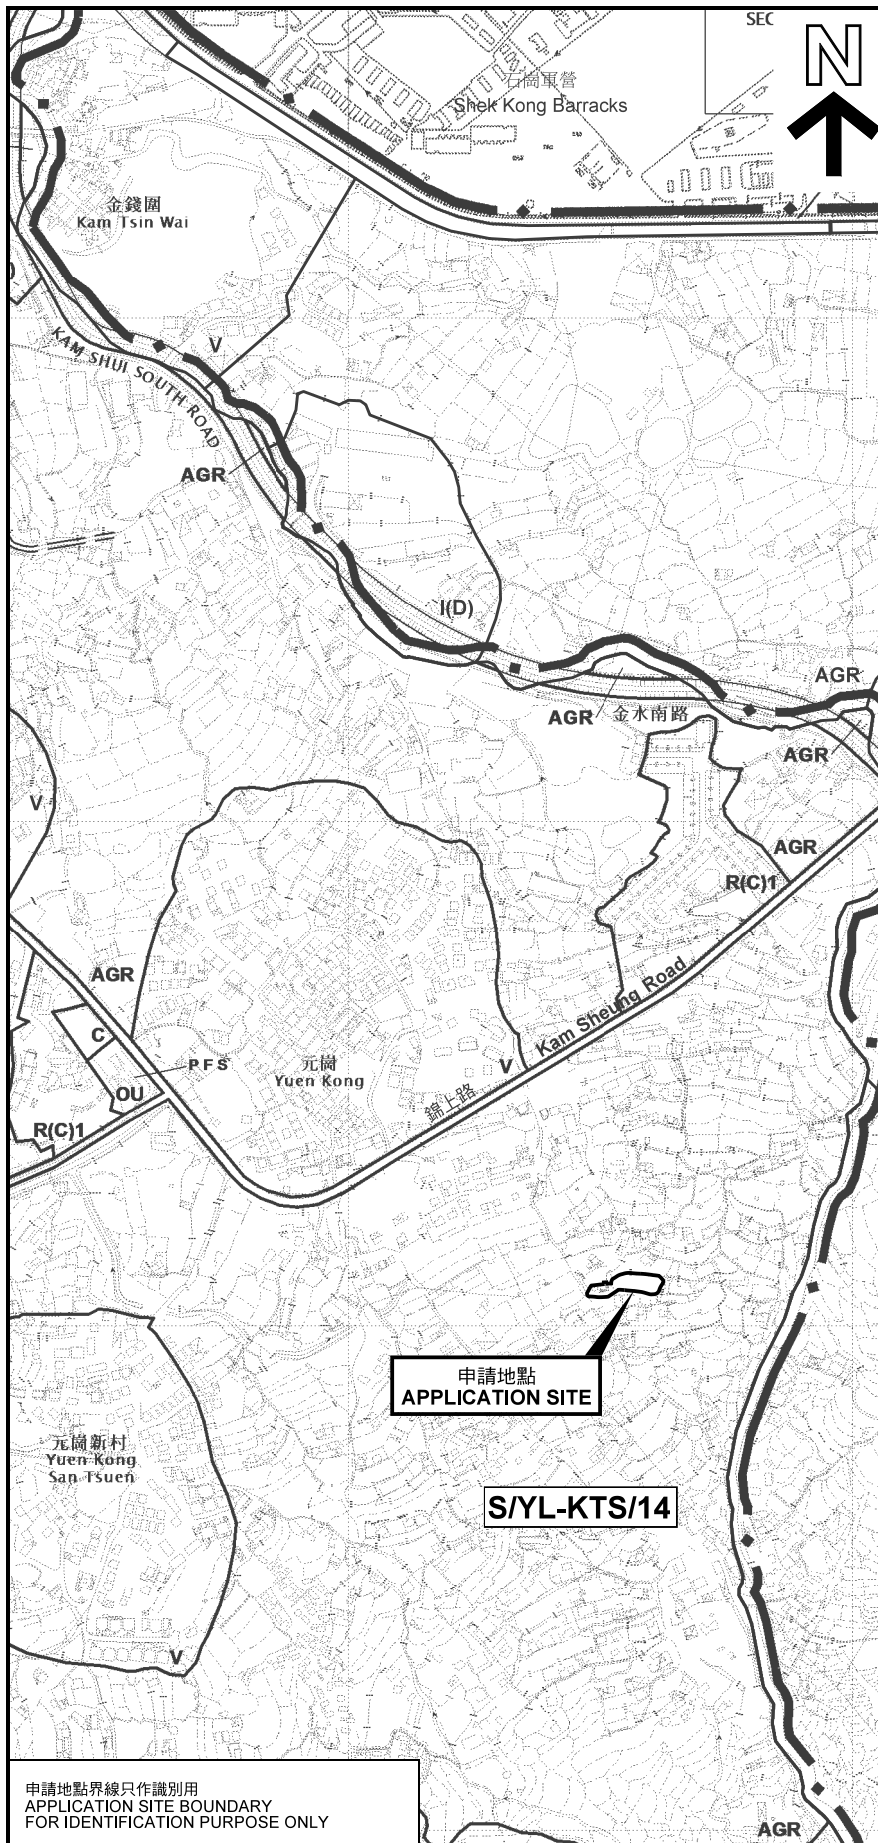 SEC
N
石崗軍營
Shek Kong Barracks
金錢圍
Kam Tsin Wai
V
KAM SHUI SOUTH ROAD
AGR
I(D)
AGR
AGR
金水南路
AGR
V
AGR
R(C)1
AGR
Kam Sheung Road
C
PFS
元崗
Yuen Kong
V
OU
錦上路
R(C)1
申請地點
APPLICATION SITE
元崗新村
Yuen Kong
San Tsuen
S/YL-KTS/14
V
申請地點界線只作識別用
APPLICATION SITE BOUNDARY
FOR IDENTIFICATION PURPOSE ONLY
AGR